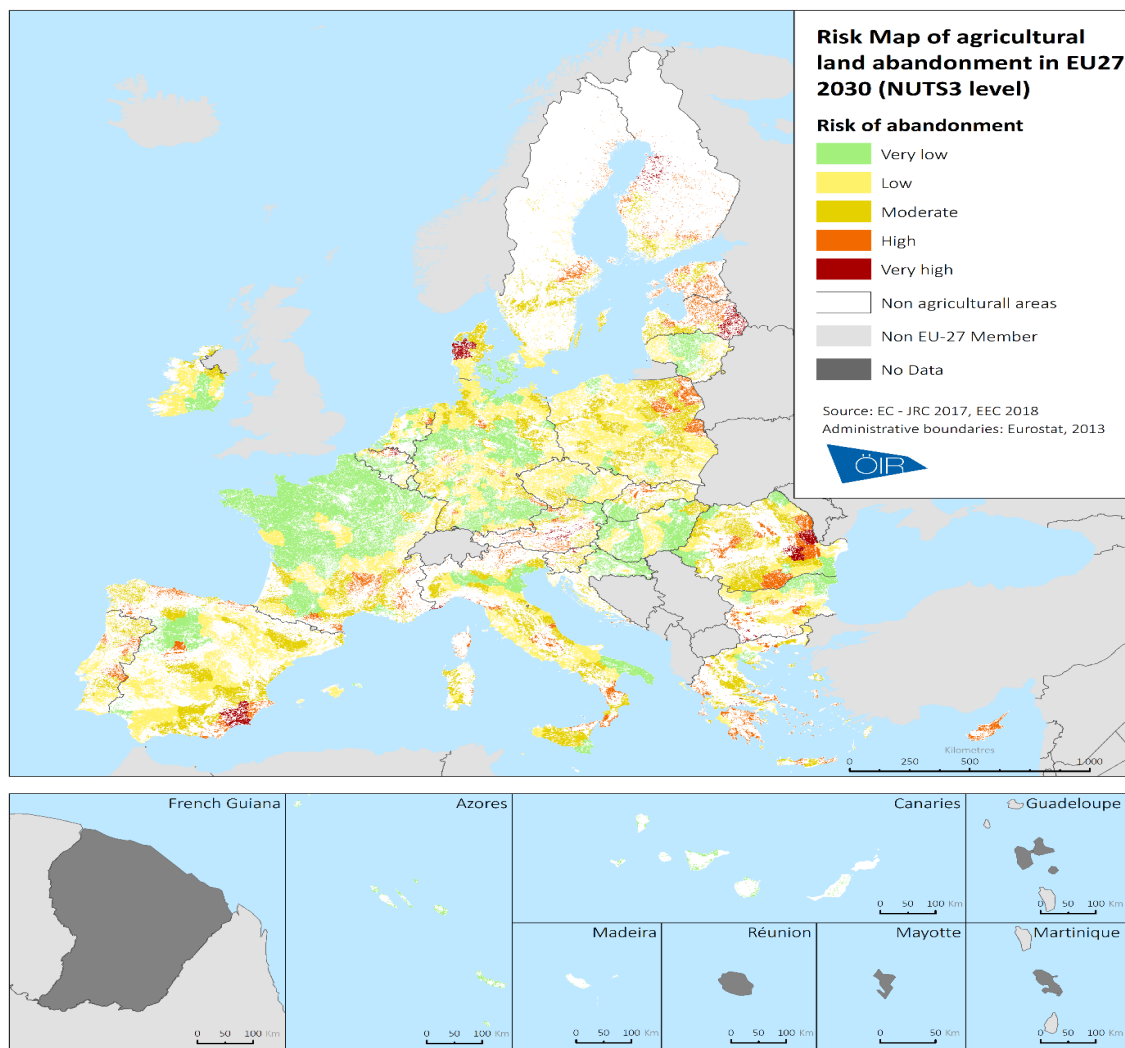 Risk Map of agricultural
land abandonment in EU27
2030 (NUTS3 level)
Risk of abandonment
Very low
Low
Moderate
High
Very high
Non agriculturall areas
Non EU-27 Member
No Data
Source: EC - JRC 2017, EEC 2018
Administrative boundaries: Eurostat, 2013
ÖIR
Kilometres
0 250 500 1 000
French Guiana
0 50 100 Km
Azores
0 50 100 Km
Canaries
0 50 100 Km
Guadeloupe
0 50 100 Km
Madeira
0 50 100 Km
Réunion
0 50 100 Km
Mayotte
0 50 Km
Martinique
0 50 100 Km